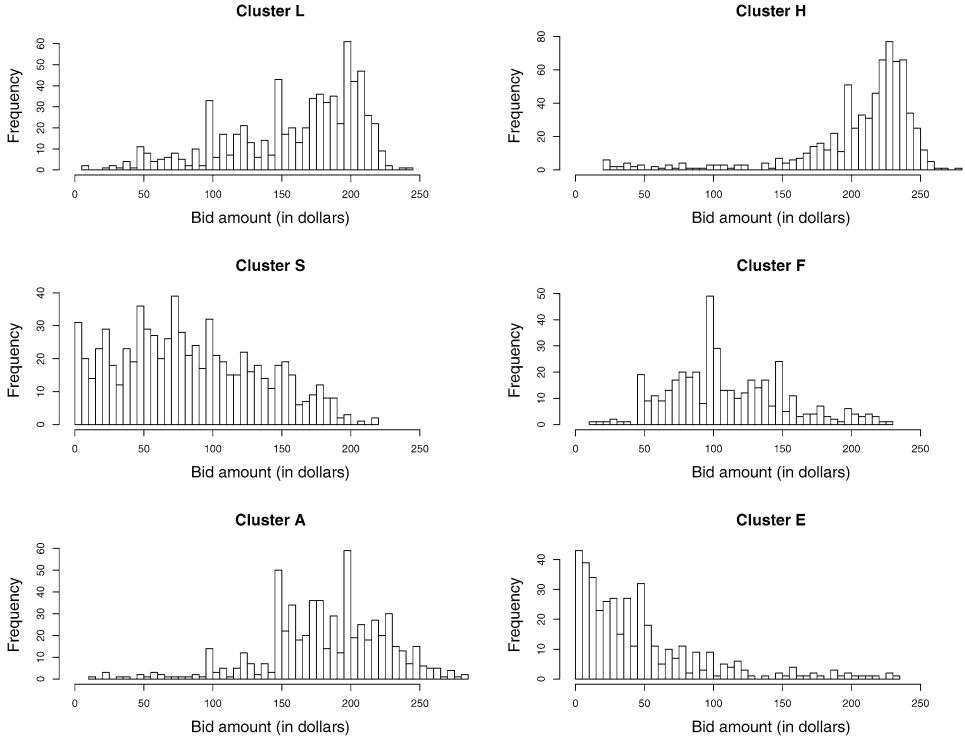 Cluster L
Frequency
0 10 20 30 40 50 60
0 50 100 150 200 250
Bid amount (in dollars)
Cluster H
Frequency
0 20 40 60 80
0 50 100 150 200 250
Bid amount (in dollars)
Cluster S
Frequency
0 10 20 30 40
0 50 100 150 200 250
Bid amount (in dollars)
Cluster F
Frequency
0 10 20 30 40 50
0 50 100 150 200 250
Bid amount (in dollars)
Cluster A
Frequency
0 10 20 30 40 50 60
0 50 100 150 200 250
Bid amount (in dollars)
Cluster E
Frequency
0 10 20 30 40
0 50 100 150 200 250
Bid amount (in dollars)